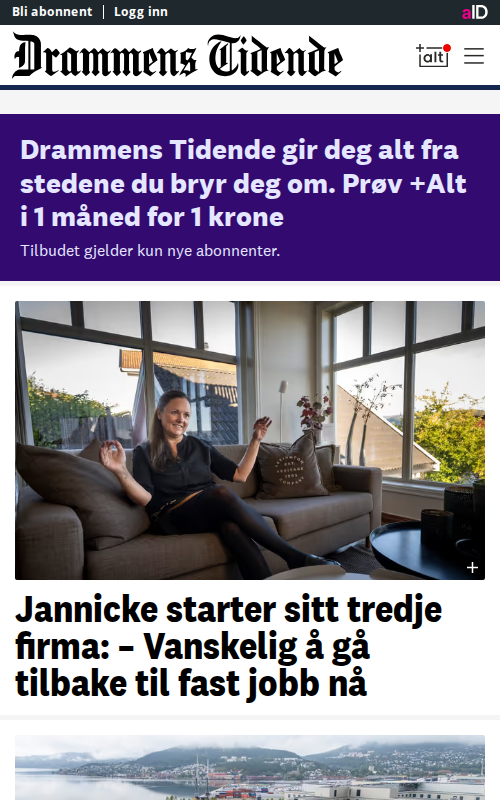 Bli abonnent
Logg inn
aID
Drammens Tidende
+alt
Drammens Tidende gir deg alt fra
stedene du bryr deg om. Prøv +Alt
i 1 måned for 1 krone
Tilbudet gjelder kun nye abonnenter.
Jannicke starter sitt tredje
firma: – Vanskelig å gå
tilbake til fast jobb nå